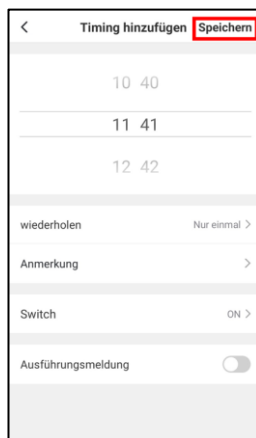 Timing hinzufügen Speichern
10 40
11 41
12 42
wiederholen Nur einmal
Anmerkung
Switch ON
Ausführungsmeldung